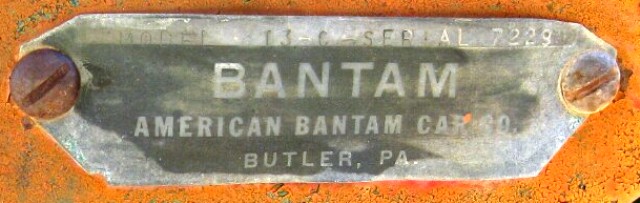 MODEL 13-C-SERIAL 7229
BANTAM
AMERICAN BANTAM CAR CO.
BUTLER, PA.